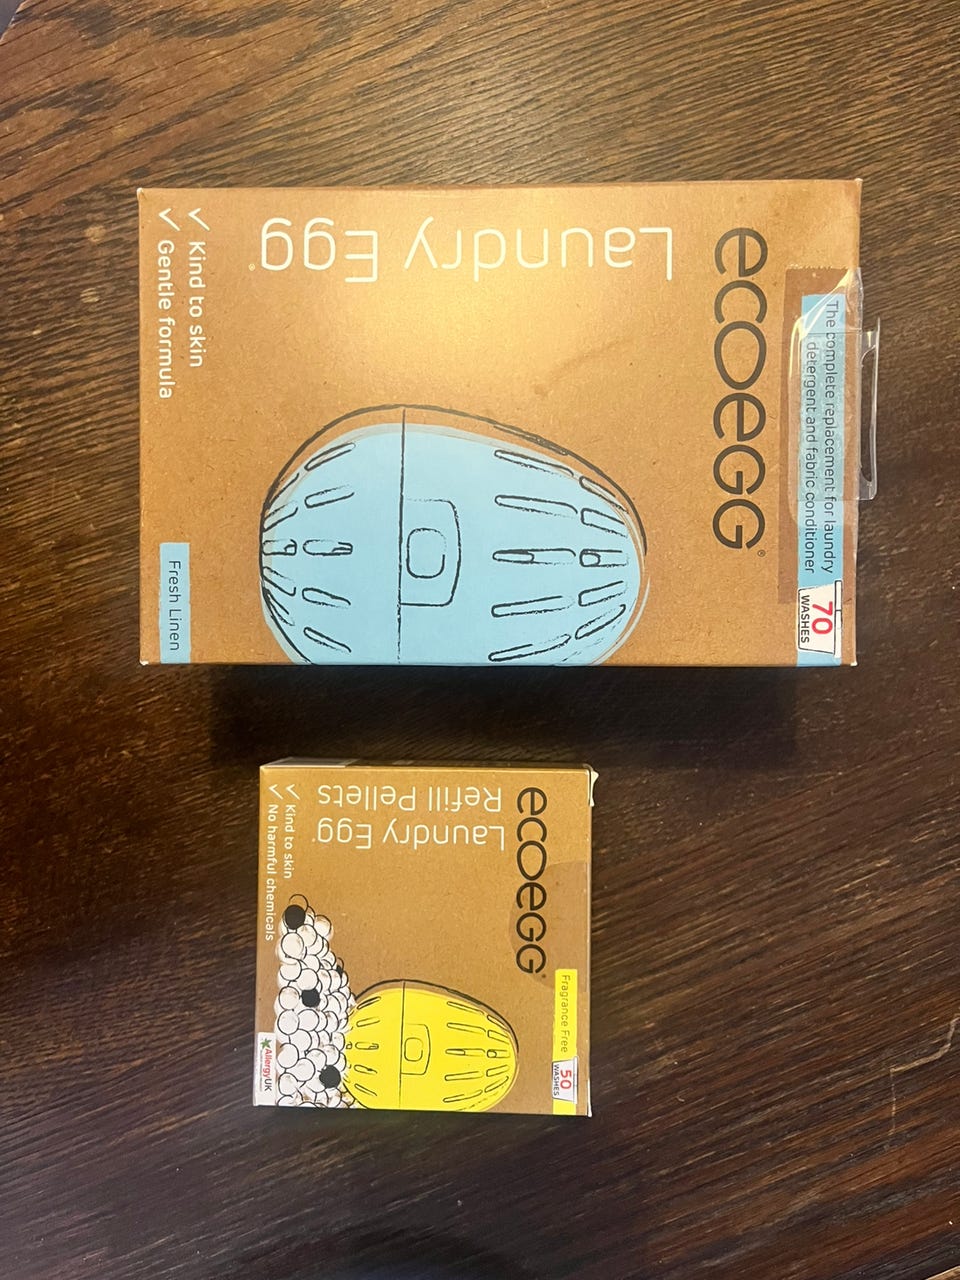 ecoegg®
Laundry Egg®
The complete replacement for laundry
detergent and fabric conditioner
70
WASHES
✓ Kind to skin
✓ Gentle formula
Fresh Linen
ecoegg®
Laundry Egg®
Refill Pellets
Fragrance Free
50
WASHES
✓ Kind to skin
✓ No harmful chemicals
AllergyUK